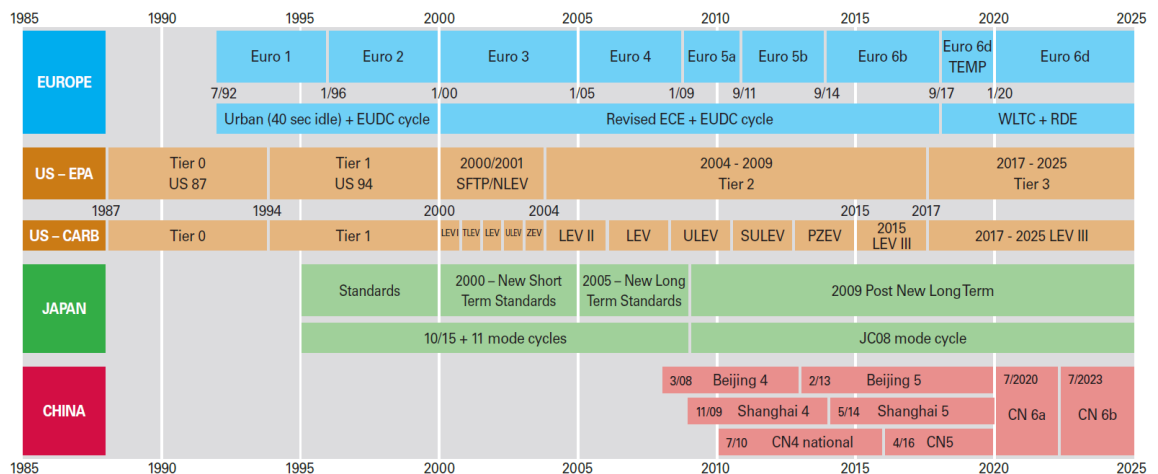 1985 1990 1995 2000 2005 2010 2015 2020 2025
EUROPE
Euro 1 Euro 2 Euro 3 Euro 4 Euro 5a Euro 5b Euro 6b Euro 6d TEMP Euro 6d
7/92 1/96 1/00 1/05 1/09 9/11 9/14 9/17 1/20
Urban (40 sec idle) + EUDC cycle Revised ECE + EUDC cycle WLTC + RDE
US – EPA
Tier 0 Tier 1 2000/2001 2004 - 2009 2017 - 2025
US 87 US 94 SFTP/NLEV Tier 2 Tier 3
1987 1994 2000 2004 2015 2017
US – CARB
Tier 0 Tier 1 LEV I TLEV LEV ULEV ZEV LEV II LEV ULEV SULEV PZEV 2015 LEV III 2017 - 2025 LEV III
JAPAN
Standards 2000 – New Short Term Standards 2005 – New Long Term Standards 2009 Post New Long Term
10/15 + 11 mode cycles JC08 mode cycle
CHINA
3/08 Beijing 4 2/13 Beijing 5 7/2020 7/2023
11/09 Shanghai 4 5/14 Shanghai 5 CN 6a CN 6b
7/10 CN4 national 4/16 CN5
1985 1990 1995 2000 2005 2010 2015 2020 2025